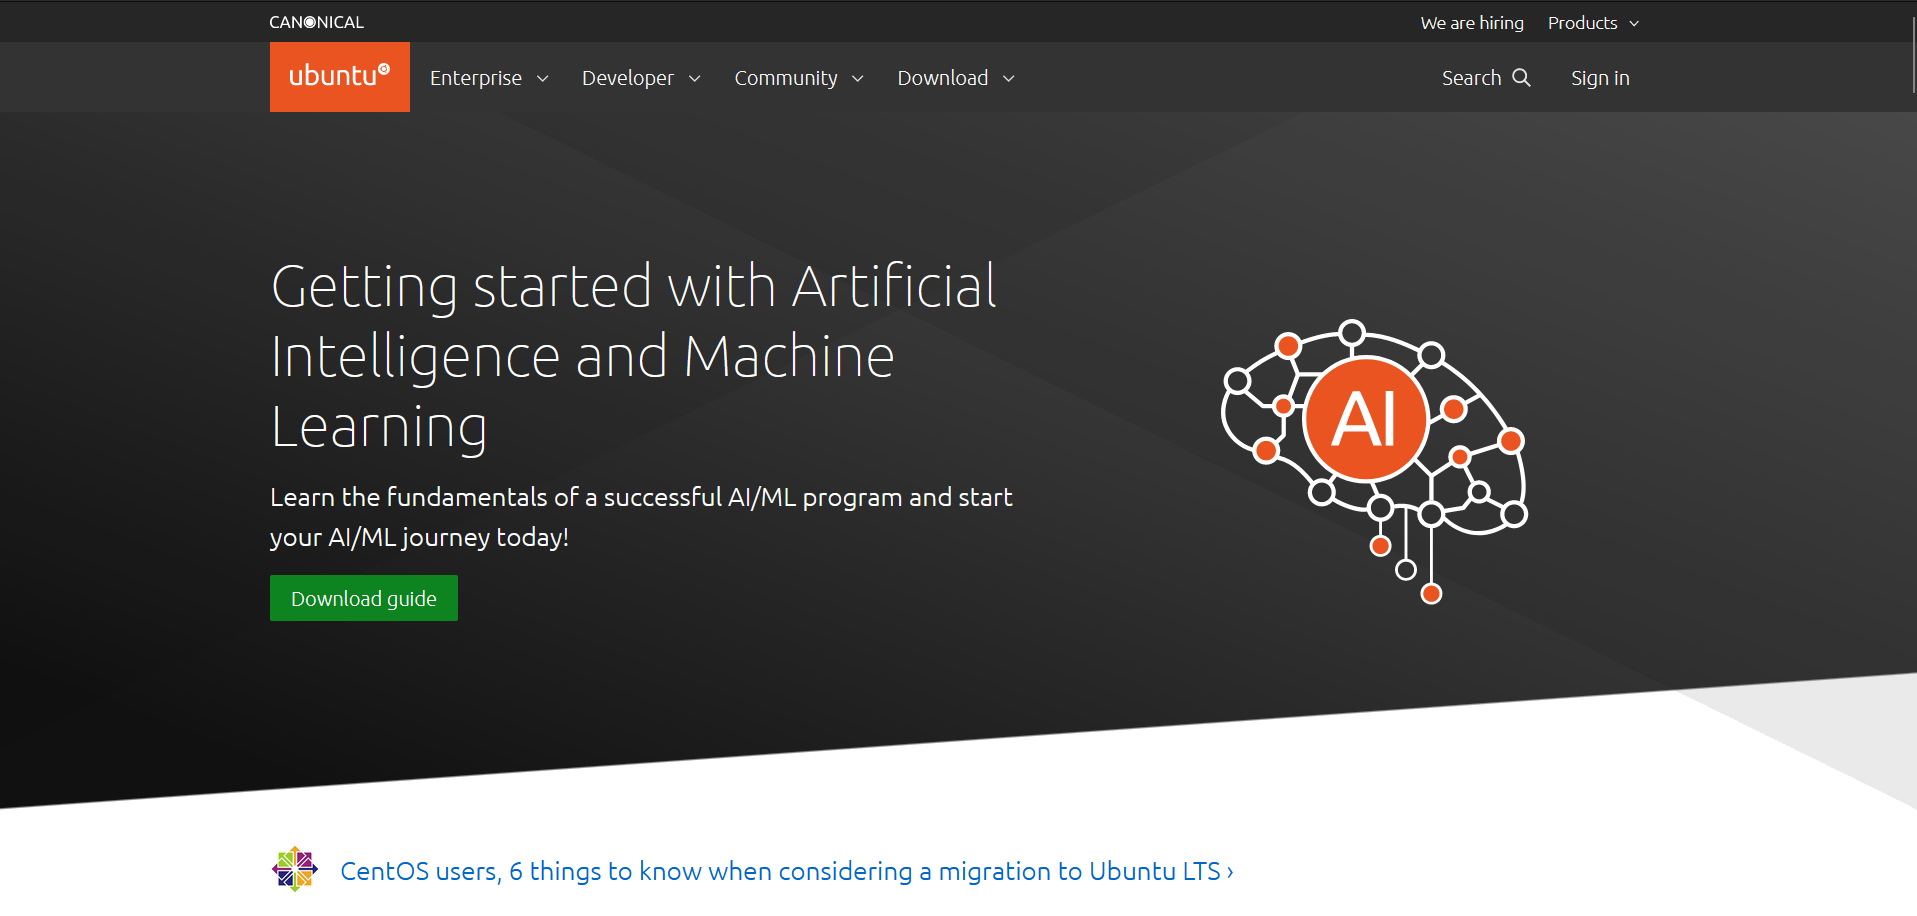 CANONICAL
We are hiring
Products
ubuntu
Enterprise
Developer
Community
Download
Search
Sign in
Getting started with Artificial
Intelligence and Machine
Learning
Learn the fundamentals of a successful AI/ML program and start
your AI/ML journey today!
Download guide
AI
CentOS users, 6 things to know when considering a migration to Ubuntu LTS ›